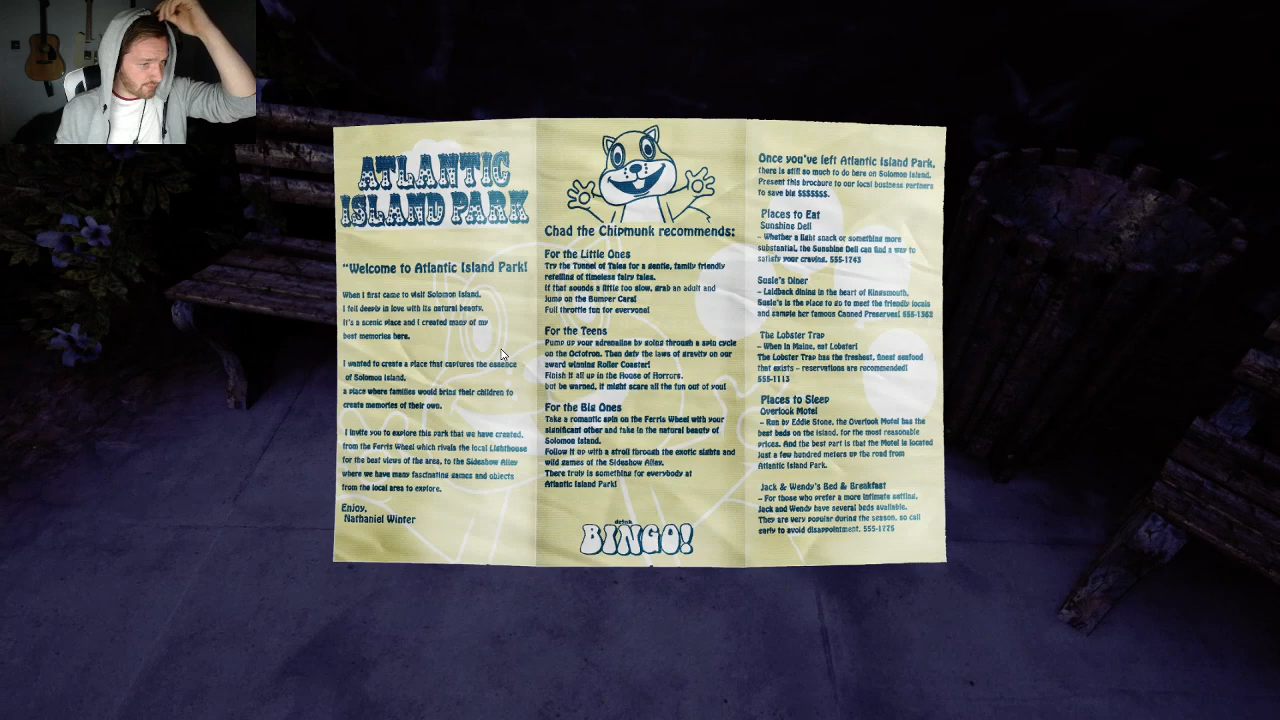 ATLANTIC
ISLAND PARK
"Welcome to Atlantic Island Park!
When I first came to visit Solomon Island,
I fell deeply in love with its natural beauty.
It's a scenic place and I created many of my
best memories here.
I wanted to create a place that captures the essence
of Solomon Island,
a place where families would bring their children to
create memories of their own.
I invite you to explore this park that we have created,
from the Ferris Wheel which rivals the local Lighthouse
for the best views of the area, to the Sideshow Alley
where we have many fascinating games and objects
from the local area to explore.
Enjoy,
Nathaniel Winter
Chad the Chipmunk recommends:
For the Little Ones
Try the Tunnel of Tales for a gentle, family friendly
retelling of timeless fairy tales.
If that sounds a little too slow, grab an adult and
jump on the Bumper Cars!
Full throttle fun for everyone!
For the Teens
Pump up your adrenaline by going through a spin cycle
on the Octotron. Then defy the laws of gravity on our
award winning Roller Coaster!
Finish it all up in the House of Horrors,
but be warned, it might scare all the fun out of you!
For the Big Ones
Take a romantic spin on the Ferris Wheel with your
significant other and take in the natural beauty of
Solomon Island.
Follow it up with a stroll through the exotic sights and
wild games of the Sideshow Alley.
There truly is something for everybody at
Atlantic Island Park!
drink
BINGO!
Once you've left Atlantic Island Park,
there is still so much to do here on Solomon Island.
Present this brochure to our local business partners
to save big $$$$$$$.
Places to Eat
Sunshine Deli
- Whether a light snack or something more
substantial, the Sunshine Deli can find a way to
satisfy your craving. 555-1243
Susie's Diner
- Laidback dining in the heart of Kingsmouth,
Susie's is the place to go to meet the friendly locals
and sample her famous Canned Preserves! 555-1362
The Lobster Trap
- When in Maine, eat Lobster!
The Lobster Trap has the freshest, finest seafood
that exists - reservations are recommended!
555-1113
Places to Sleep
Overlook Motel
- Run by Eddie Stone, the Overlook Motel has the
best beds on the island, for the most reasonable
prices. And the best part is that the Motel is located
just a few hundred meters up the road from
Atlantic Island Park.
Jack & Wendy's Bed & Breakfast
- For those who prefer a more intimate setting,
Jack and Wendy have several beds available.
They are very popular during the season, so call
early to avoid disappointment. 555-1775